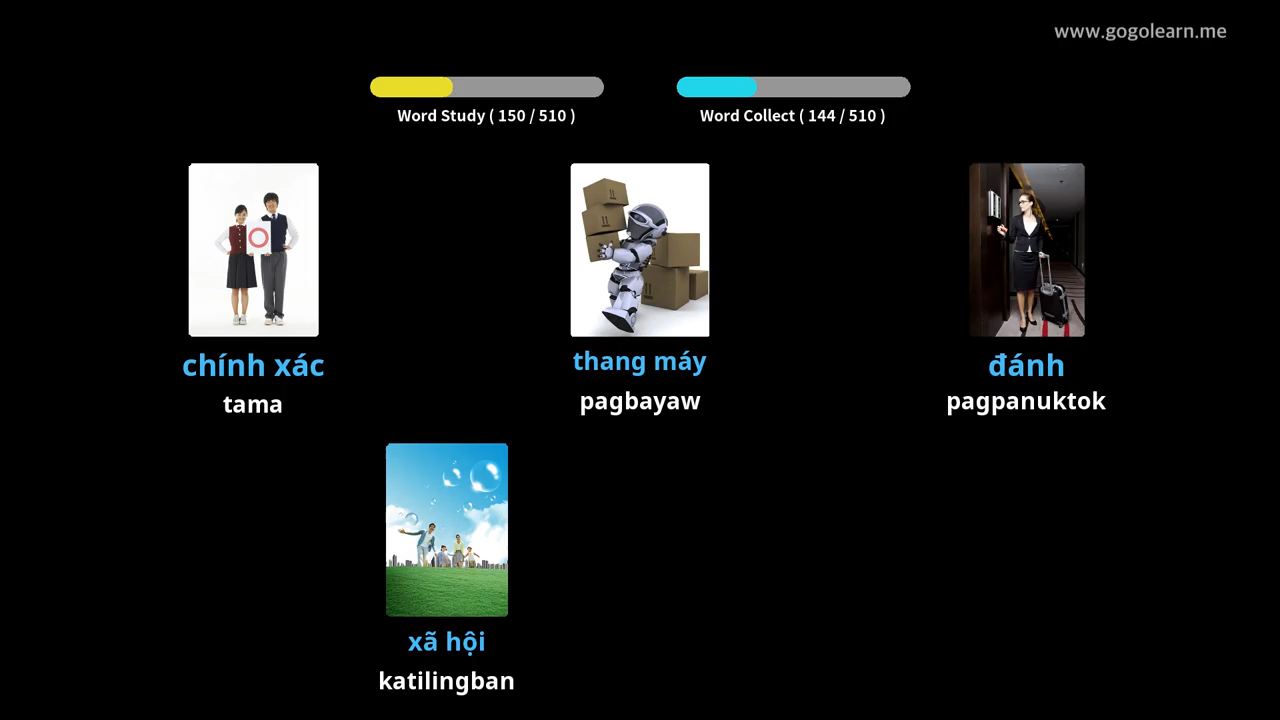 www.gogolearn.me
Word Study ( 150 / 510 )
Word Collect ( 144 / 510 )
chính xác
tama
thang máy
pagbayaw
đánh
pagpanuktok
xã hội
katilingban